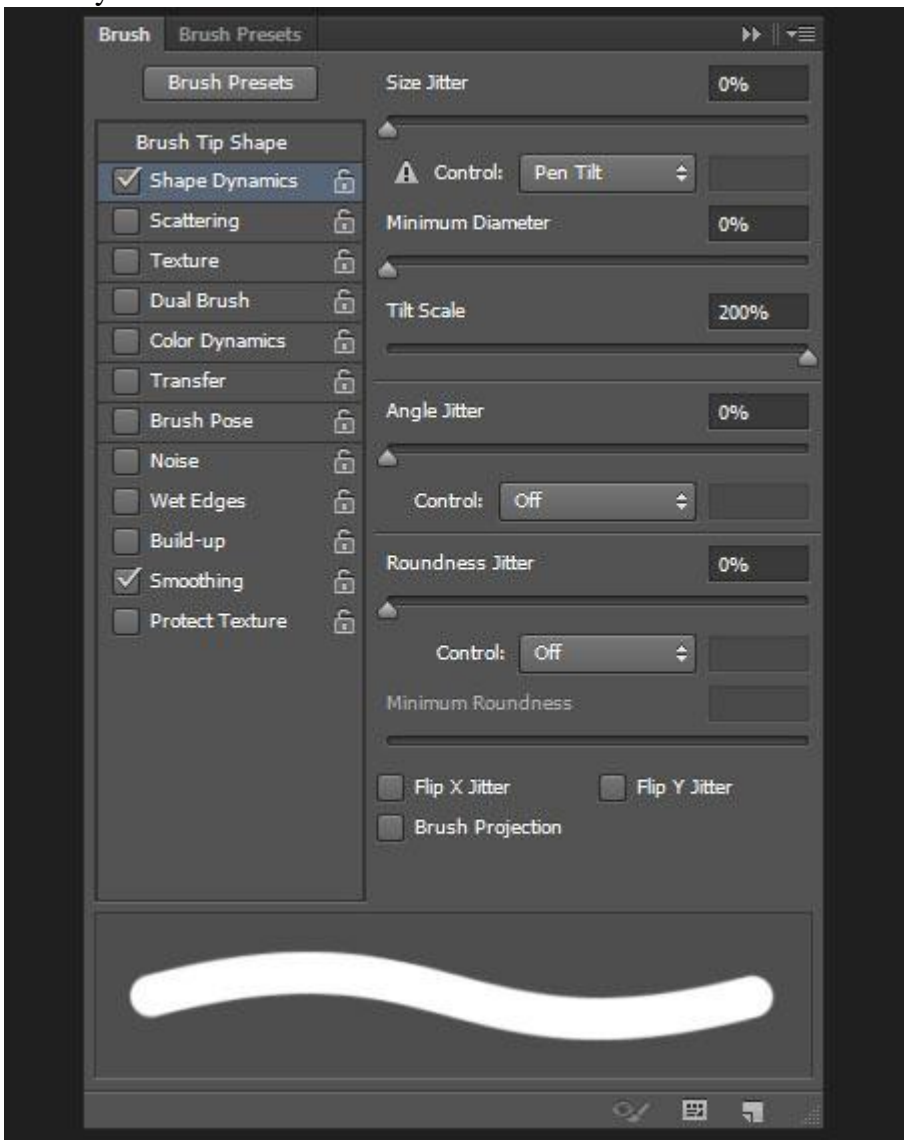 Brush Brush Presets
Brush Presets
Brush Tip Shape
Shape Dynamics
Scattering
Texture
Dual Brush
Color Dynamics
Transfer
Brush Pose
Noise
Wet Edges
Build-up
Smoothing
Protect Texture
Size Jitter 0%
Control: Pen Tilt
Minimum Diameter 0%
Tilt Scale 200%
Angle Jitter 0%
Control: Off
Roundness Jitter 0%
Control: Off
Minimum Roundness
Flip X Jitter Flip Y Jitter
Brush Projection